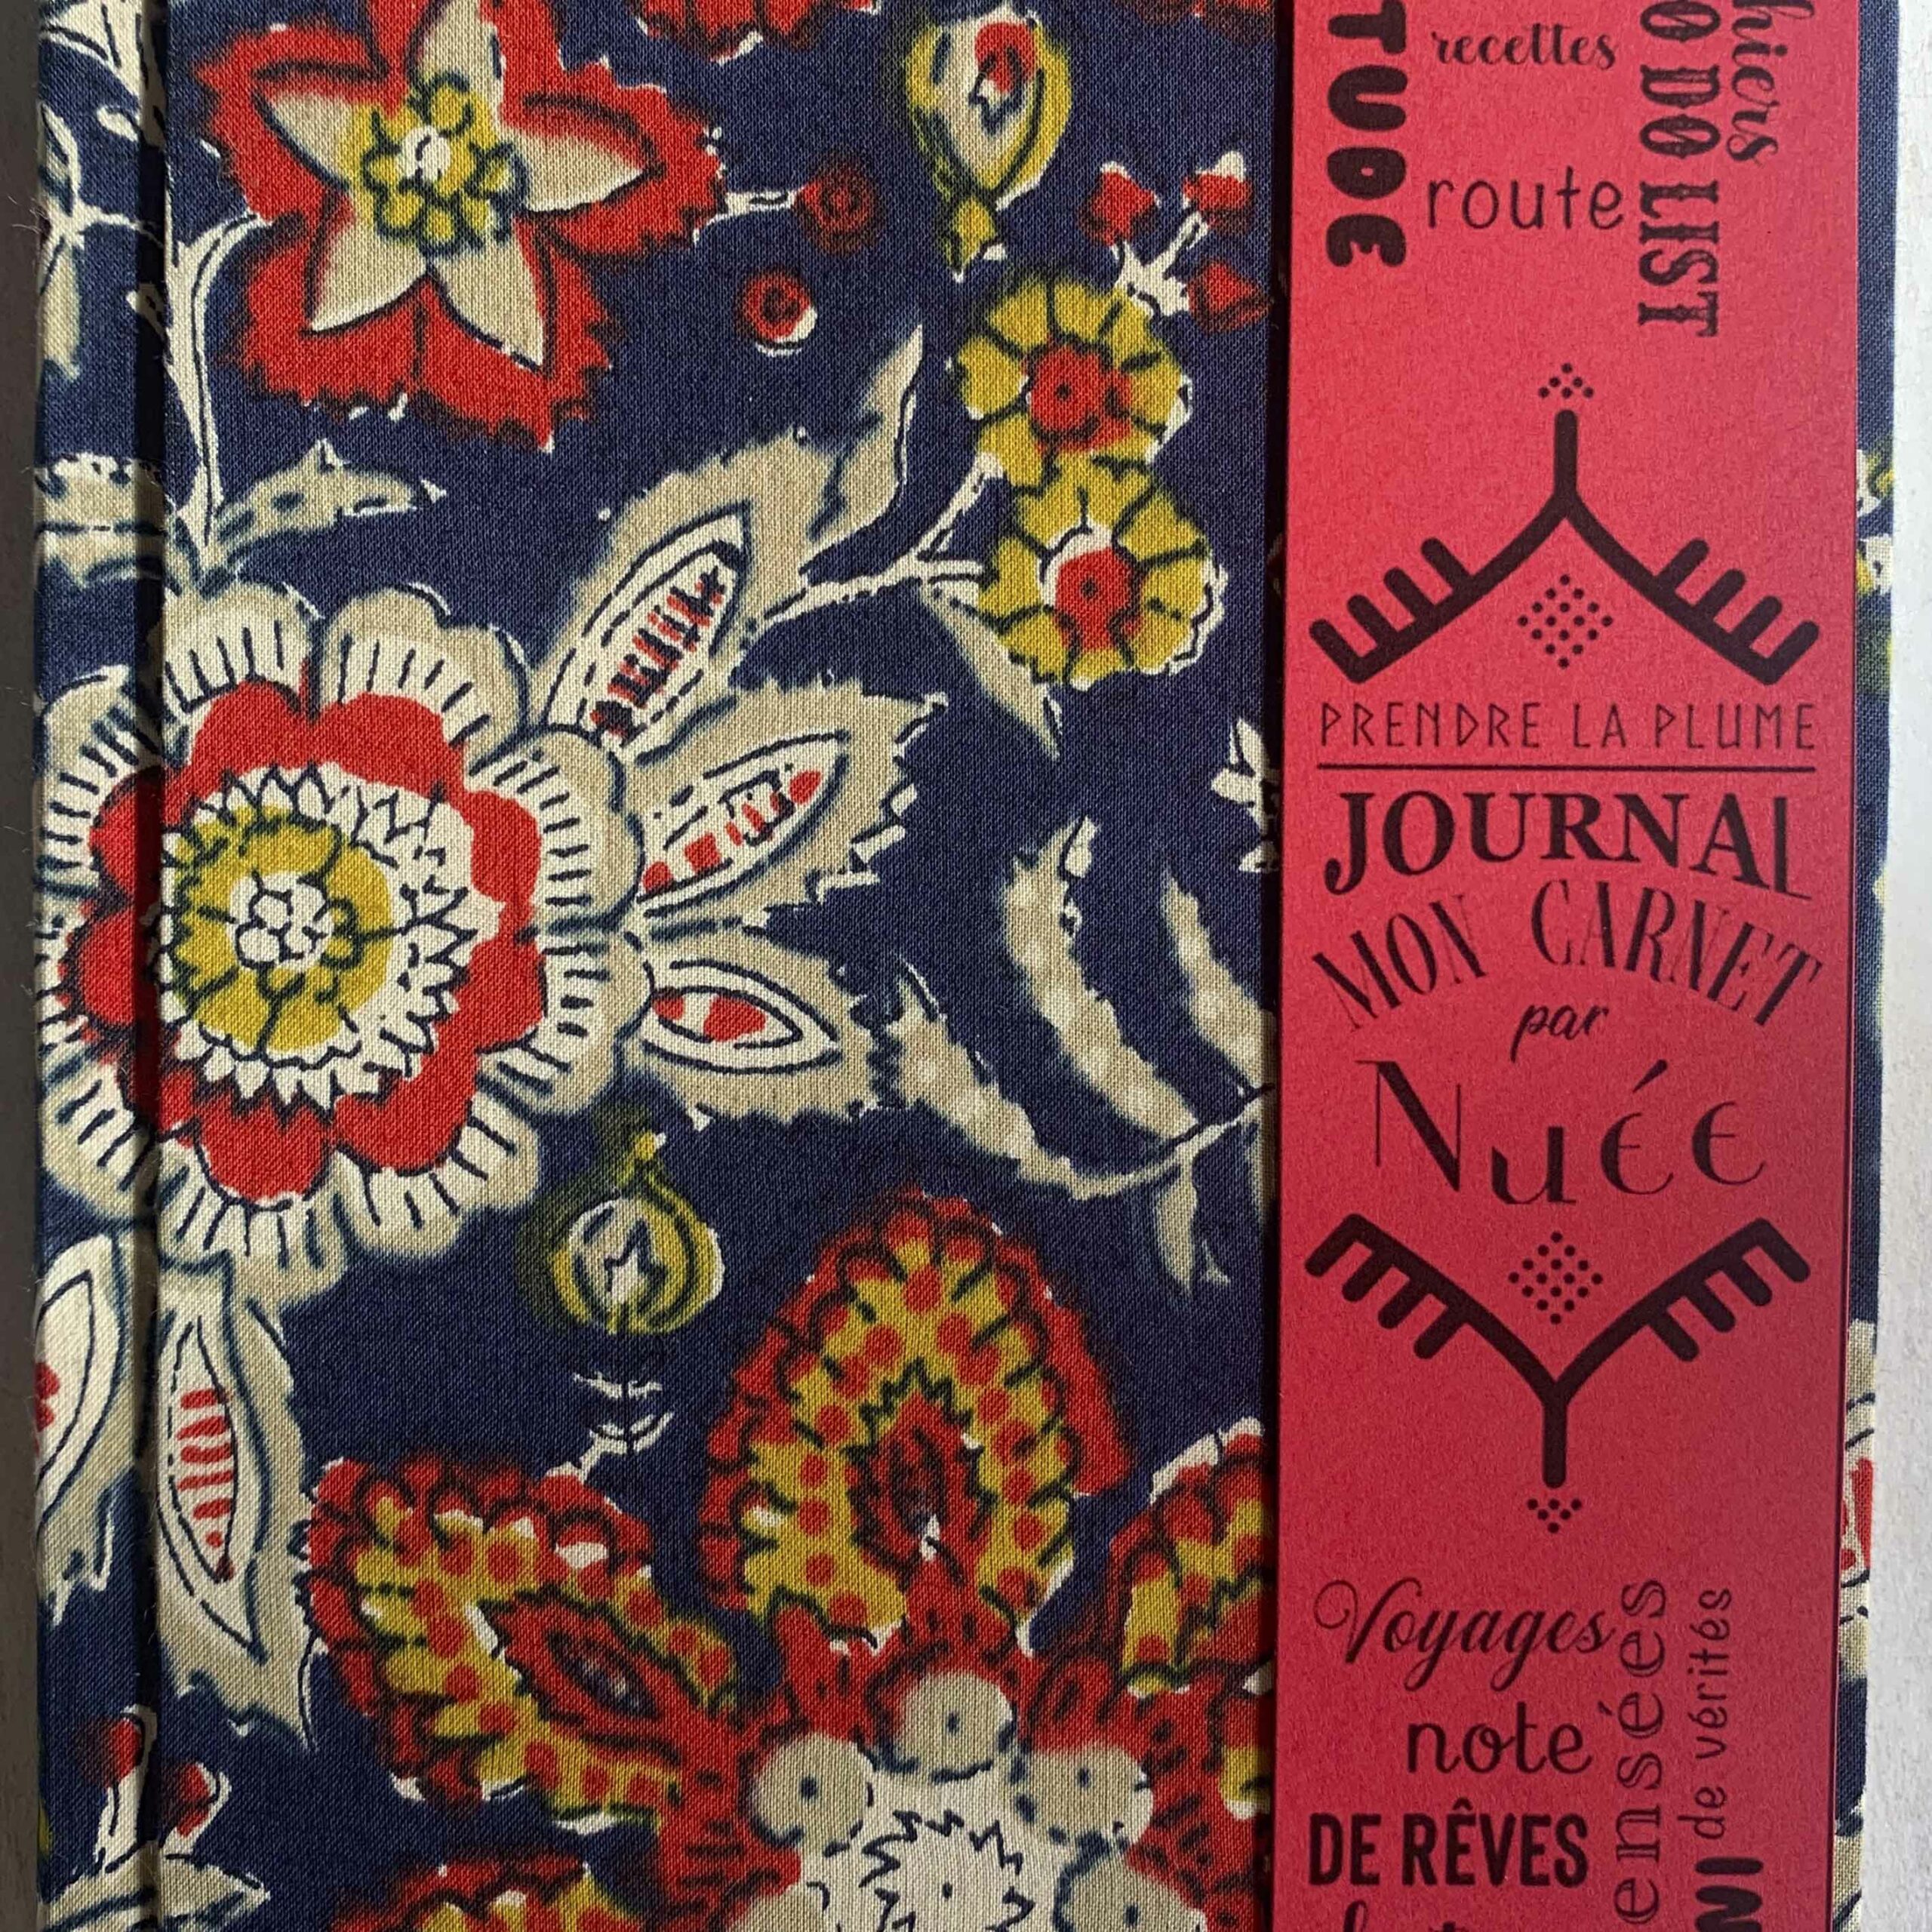 recettes
route
TO DO LIST
PRENDRE LA PLUME
JOURNAL
MON CARNET
par
Nuée
Voyages
note
DE RÊVES
de vérités